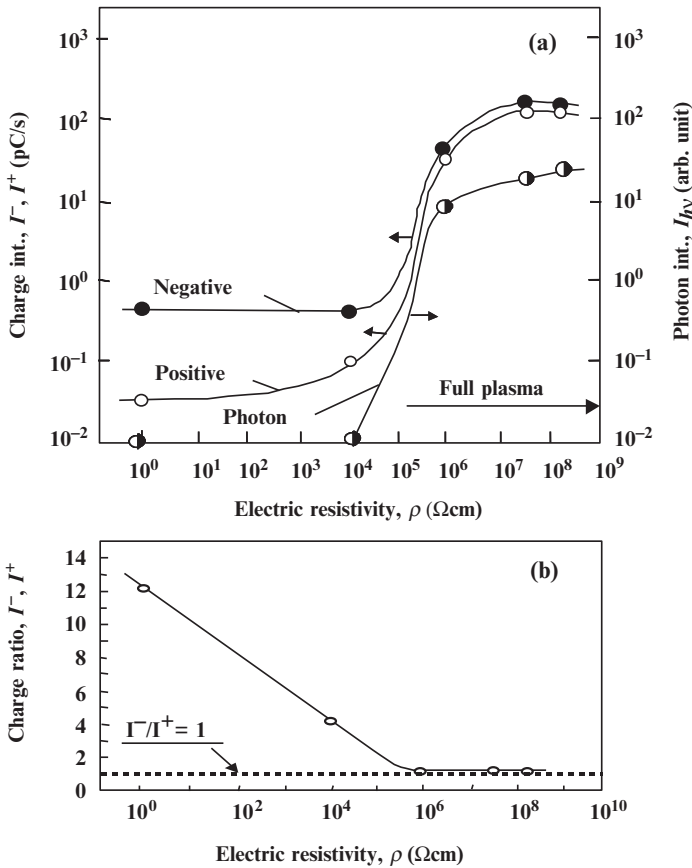 (a)
10³ 10³
10² 10²
10¹ 10¹
10⁰ 10⁰
10⁻¹ 10⁻¹
10⁻² 10⁻²
Charge int., I⁻, I⁺ (pC/s)
Photon int., I_hν (arb. unit)
Negative
Positive
Photon
Full plasma
10⁰ 10¹ 10² 10³ 10⁴ 10⁵ 10⁶ 10⁷ 10⁸ 10⁹
Electric resistivity, ρ (Ωcm)
(b)
14
12
10
8
6
4
2
0
Charge ratio, I⁻, I⁺
I⁻/I⁺ = 1
10⁰ 10² 10⁴ 10⁶ 10⁸ 10¹⁰
Electric resistivity, ρ (Ωcm)